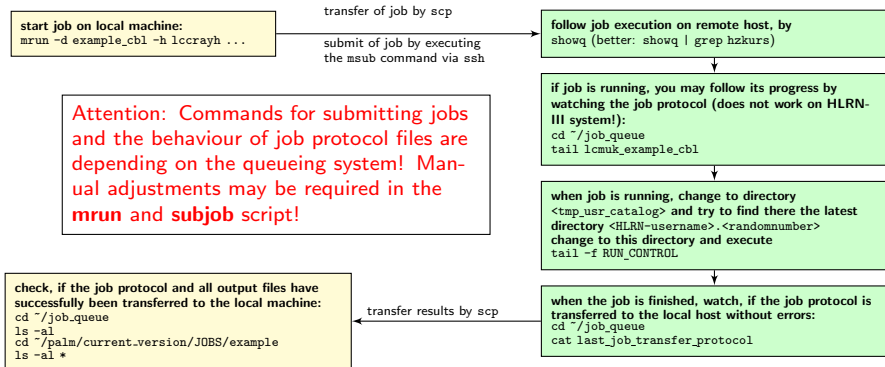 start job on local machine:
mrun -d example_cbl -h lccrayh ...
transfer of job by scp
submit of job by executing
the msub command via ssh
follow job execution on remote host, by
showq (better: showq | grep hzkurs)
if job is running, you may follow its progress by
watching the job protocol (does not work on HLRN-
III system!):
cd ~/job_queue
tail lcmuk_example_cbl
Attention: Commands for submitting jobs
and the behaviour of job protocol files are
depending on the queueing system! Man-
ual adjustments may be required in the
mrun and subjob script!
when job is running, change to directory
<tmp_usr_catalog> and try to find there the latest
directory <HLRN-username>.<randomnumber>
change to this directory and execute
tail -f RUN_CONTROL
when the job is finished, watch, if the job protocol is
transferred to the local host without errors:
cd ~/job_queue
cat last_job_transfer_protocol
transfer results by scp
check, if the job protocol and all output files have
successfully been transferred to the local machine:
cd ~/job_queue
ls -al
cd ~/palm/current_version/JOBS/example
ls -al *